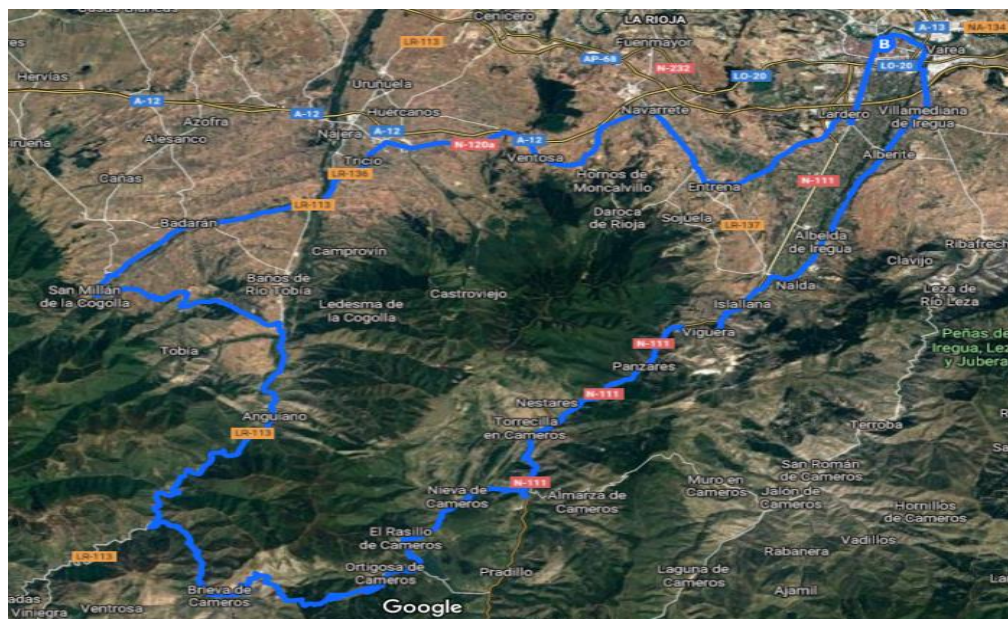 Cenicero
LA RIOJA
A-13
NA-134
LR-113
Fuenmayor
B
Varea
AP-68
N-232
LO-20
LO-20
Hervías
Uruñuela
A-12
Azofra
A-12
Huércanos
Navarrete
Lardero
Villamediana
de Iregua
Alesanco
Nájera
A-12
N-120a
A-12
Ventosa
Tricio
Alberite
Cañas
LR-136
Hornos de
Moncalvillo
Entrena
N-111
LR-113
Daroca
de Rioja
Sojuela
LR-137
Badarán
Albelda
de Iregua
Ribafrech
Camprovín
Clavijo
San Millán
de la Cogolla
Baños de
Río Tobía
Ledesma de
la Cogolla
Castroviejo
Nalda
Leza de
Río Leza
Islallana
Viguera
Peñas de
Iregua, Lez
y Jubera
Tobía
N-111
Panzares
N-111
Nestares
Anguiano
LR-113
Torrecilla
en Cameros
Terroba
N-111
San Román
de Cameros
Nieva de
Cameros
Almarza de
Cameros
Muro en
Cameros
Jalón de
Cameros
Hornillos
de Cameros
El Rasillo
de Cameros
Vadillos
LR-113
Rabanera
Ortigosa de
Cameros
Pradillo
Laguna de
Cameros
Brieva de
Cameros
Ajamil
adas
Viniegra
Ventrosa
Google